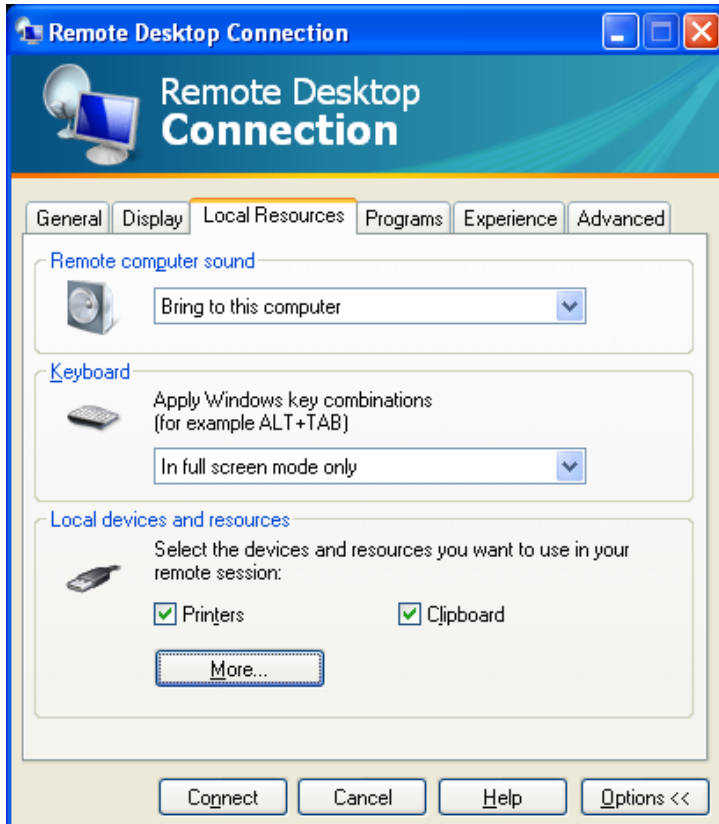 Remote Desktop Connection
Remote Desktop
Connection
General Display Local Resources Programs Experience Advanced
Remote computer sound
Bring to this computer
Keyboard
Apply Windows key combinations
(for example ALT+TAB)
In full screen mode only
Local devices and resources
Select the devices and resources you want to use in your
remote session:
Printers Clipboard
More...
Connect Cancel Help Options <<